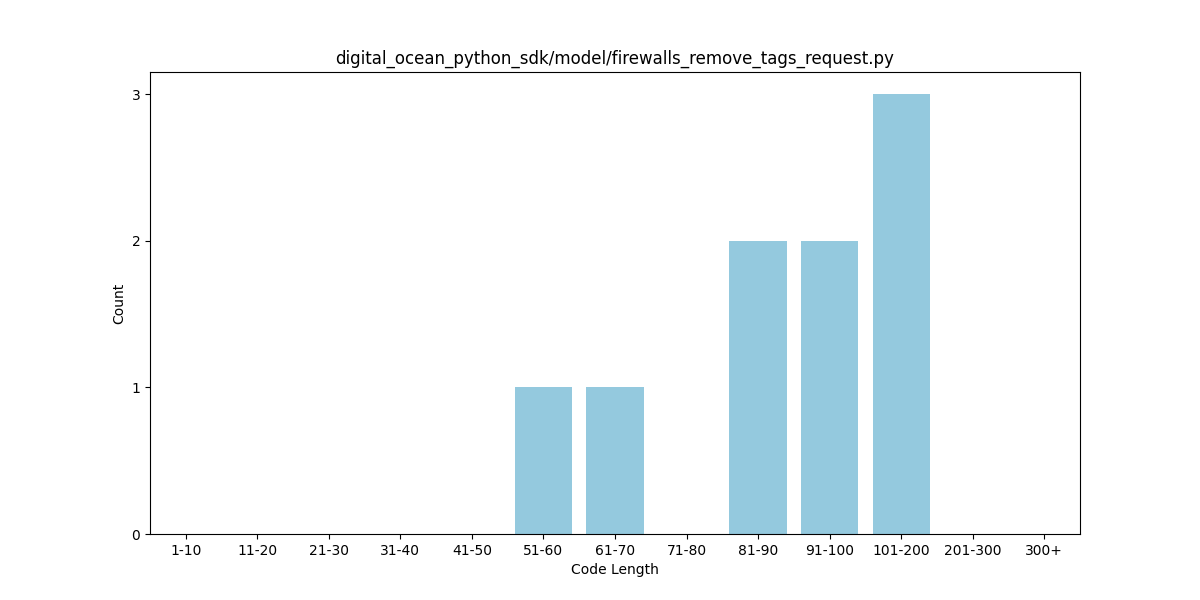 digital_ocean_python_sdk/model/firewalls_remove_tags_request.py
3
2
1
0
Count
1-10 11-20 21-30 31-40 41-50 51-60 61-70 71-80 81-90 91-100 101-200 201-300 300+
Code Length